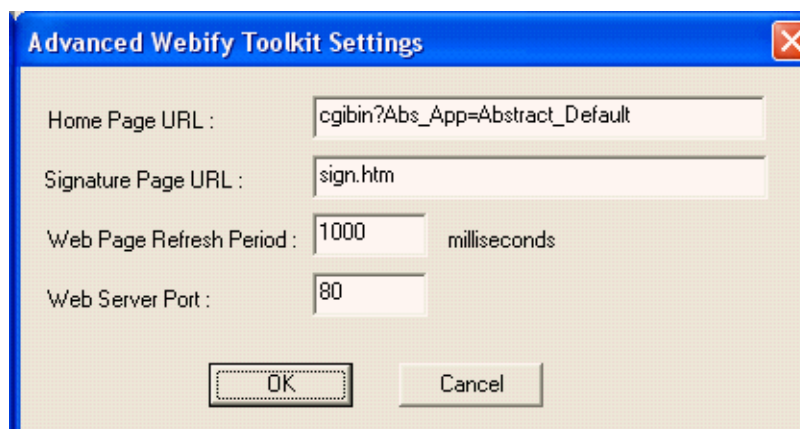 Advanced Webify Toolkit Settings
Home Page URL : cgibin?Abs_App=Abstract_Default
Signature Page URL : sign.htm
Web Page Refresh Period : 1000 milliseconds
Web Server Port : 80
OK Cancel